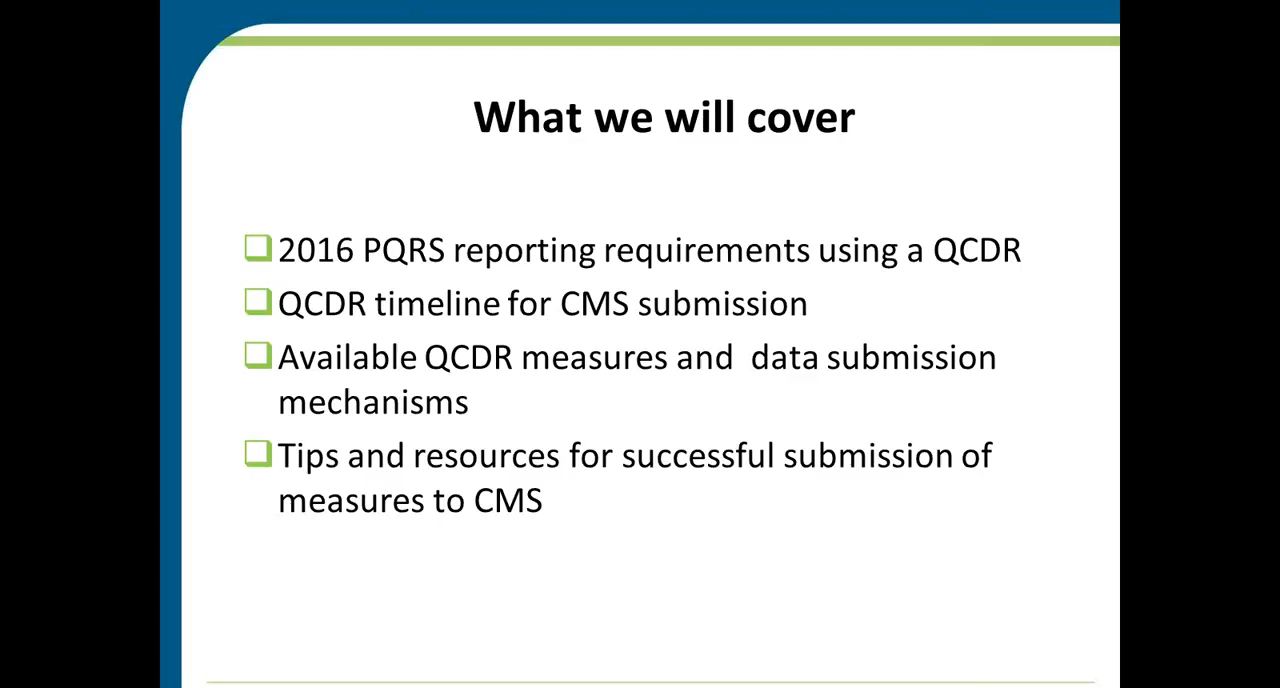 What we will cover
2016 PQRS reporting requirements using a QCDR
QCDR timeline for CMS submission
Available QCDR measures and  data submission
mechanisms
Tips and resources for successful submission of
measures to CMS